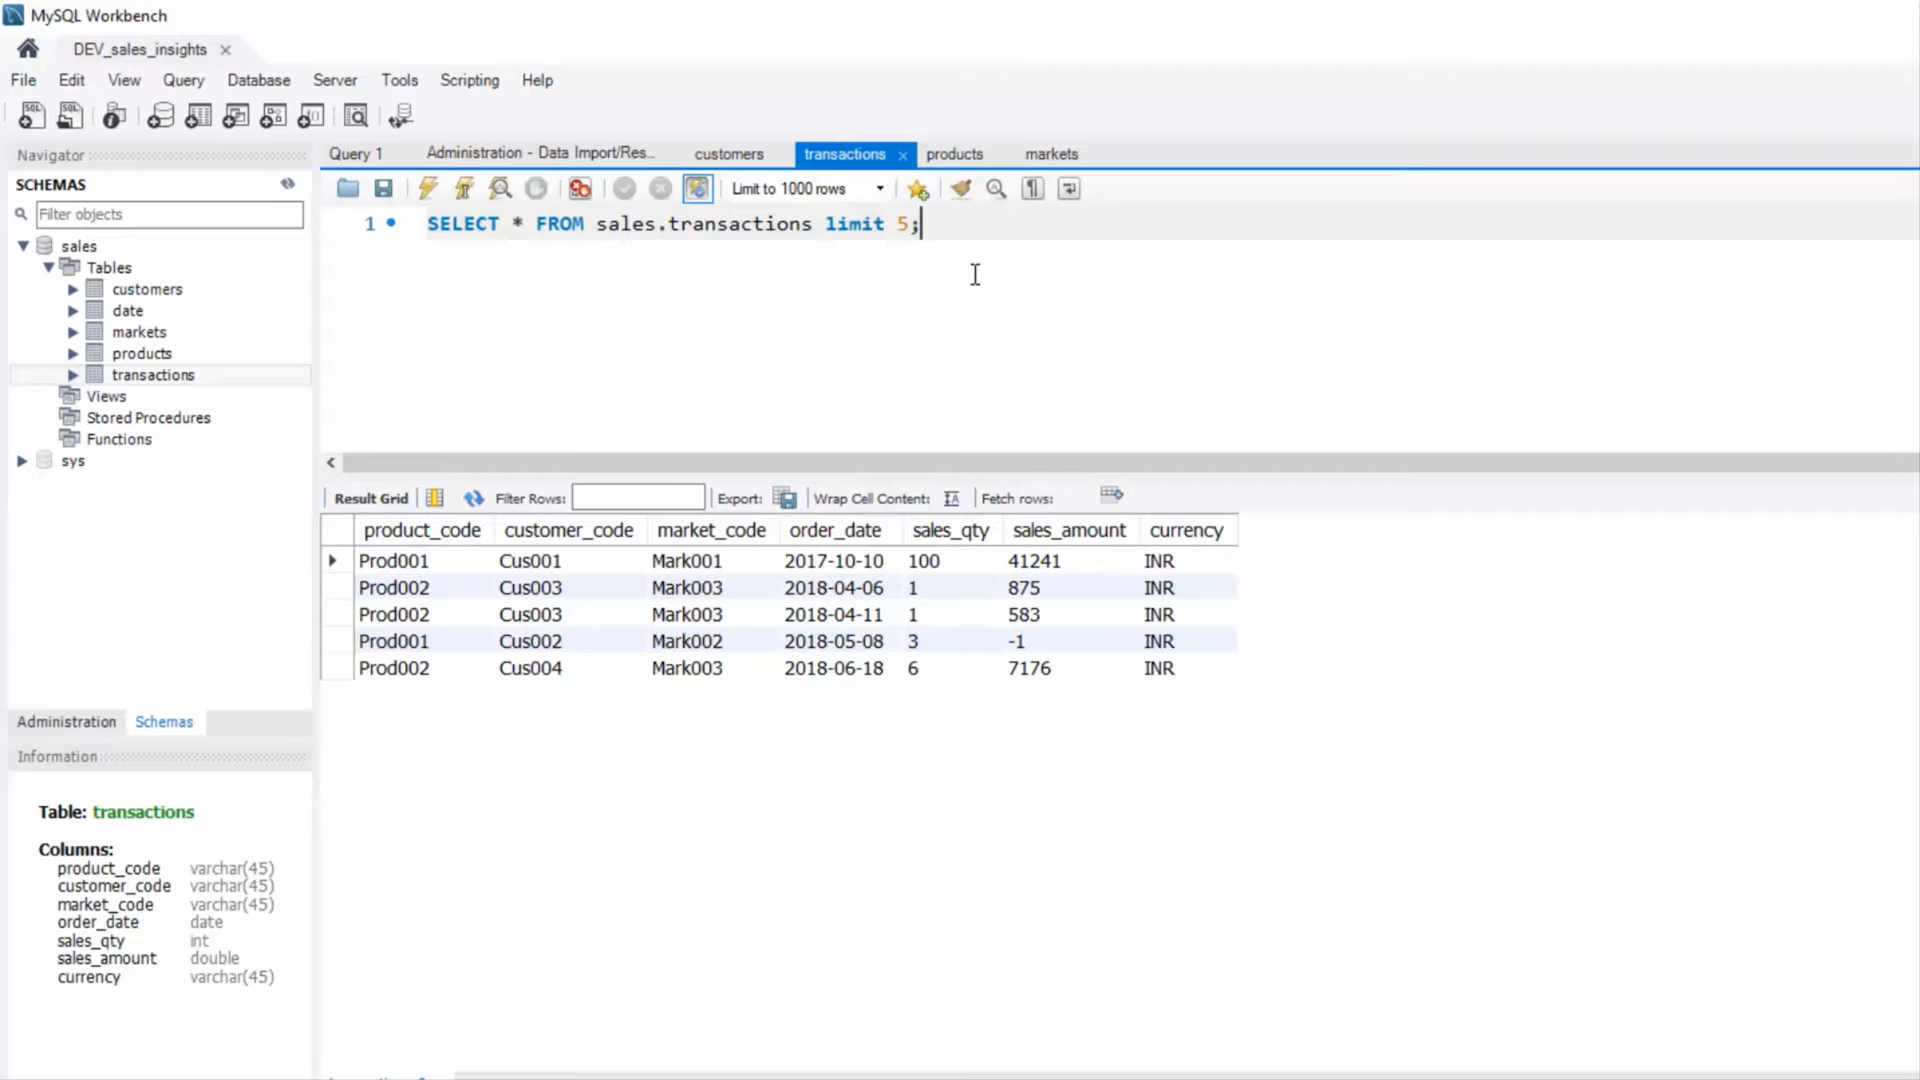 MySQL Workbench
DEV_sales_insights
File Edit View Query Database Server Tools Scripting Help
Navigator
SCHEMAS
Filter objects
sales
Tables
customers
date
markets
products
transactions
Views
Stored Procedures
Functions
sys
Administration Schemas
Information
Table: transactions
Columns:
product_code varchar(45)
customer_code varchar(45)
market_code varchar(45)
order_date date
sales_qty int
sales_amount double
currency varchar(45)
Query 1 Administration - Data Import/Res... customers transactions products markets
Limit to 1000 rows
1 SELECT * FROM sales.transactions limit 5;
Result Grid Filter Rows: Export: Wrap Cell Content: Fetch rows:
product_code customer_code market_code order_date sales_qty sales_amount currency
Prod001 Cus001 Mark001 2017-10-10 100 41241 INR
Prod002 Cus003 Mark003 2018-04-06 1 875 INR
Prod002 Cus003 Mark003 2018-04-11 1 583 INR
Prod001 Cus002 Mark002 2018-05-08 3 -1 INR
Prod002 Cus004 Mark003 2018-06-18 6 7176 INR